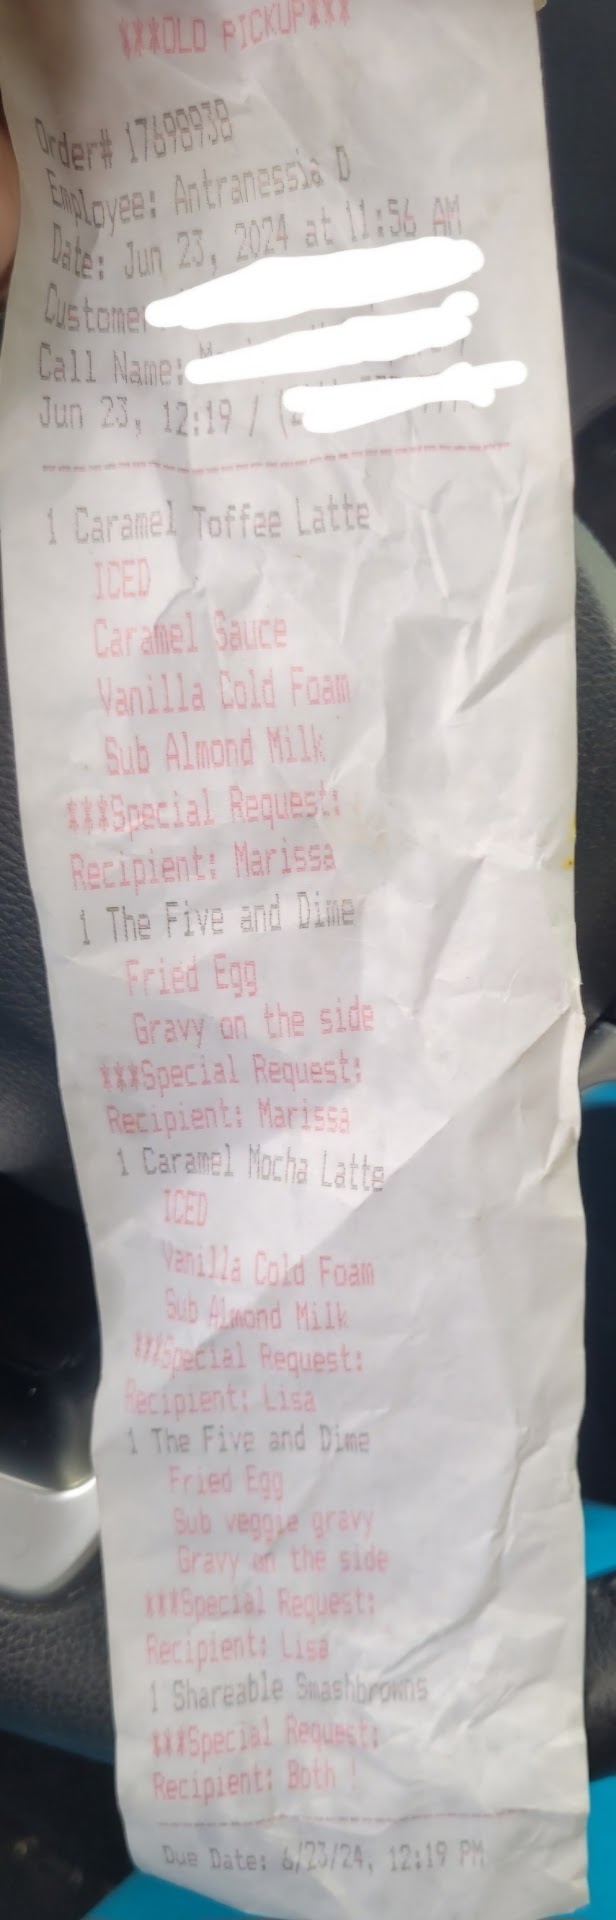 ***OLO PICKUP***
Order# 17698938
Employee: Antranessia D
Date: Jun 23, 2024 at 11:56 AM
Customer
Call Name:
Jun 23, 12:19 / (
1 Caramel Toffee Latte
ICED
Caramel Sauce
Vanilla Cold Foam
Sub Almond Milk
***Special Request:
Recipient: Marissa
1 The Five and Dime
Fried Egg
Gravy on the side
***Special Request:
Recipient: Marissa
1 Caramel Mocha Latte
ICED
Vanilla Cold Foam
Sub Almond Milk
***Special Request:
Recipient: Lisa
1 The Five and Dime
Fried Egg
Sub veggie gravy
Gravy on the side
***Special Request:
Recipient: Lisa
1 Shareable Smashbrowns
***Special Request:
Recipient: Both !
Due Date: 6/23/24, 12:19 PM